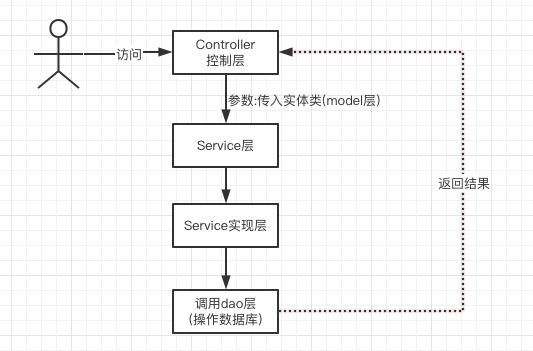 访问
Controller
控制层
参数:传入实体类(model层)
Service层
返回结果
Service实现层
调用dao层
(操作数据库)